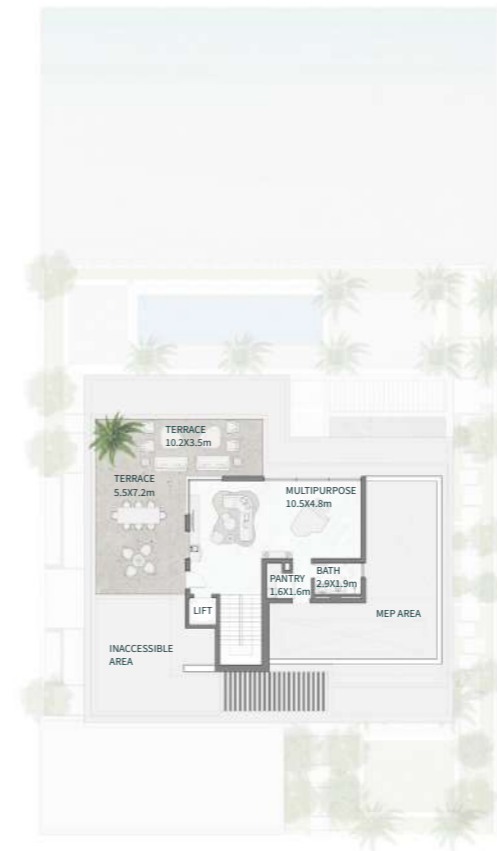 TERRACE
10.2X3.5m
TERRACE
5.5X7.2m
MULTIPURPOSE
10.5X4.8m
PANTRY
1.6X1.6m
BATH
2.9X1.9m
LIFT
MEP AREA
INACCESSIBLE
AREA